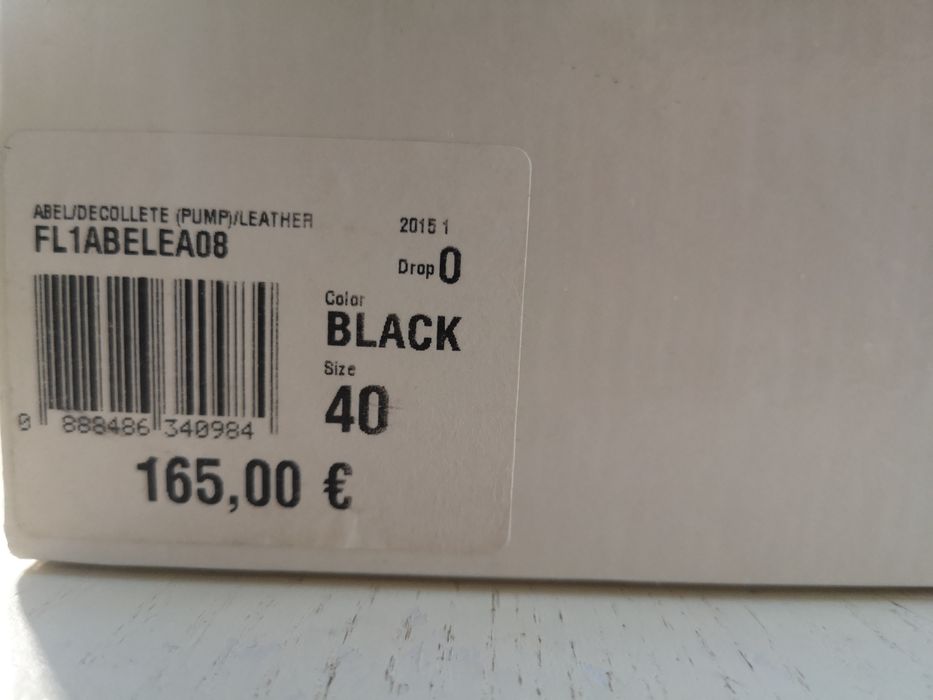 ABEL/DECOLLETE (PUMP)/LEATHER
FL1ABELEA08
2015 1
Drop 0
Color
BLACK
Size
40
0 888486 340984
165,00 €